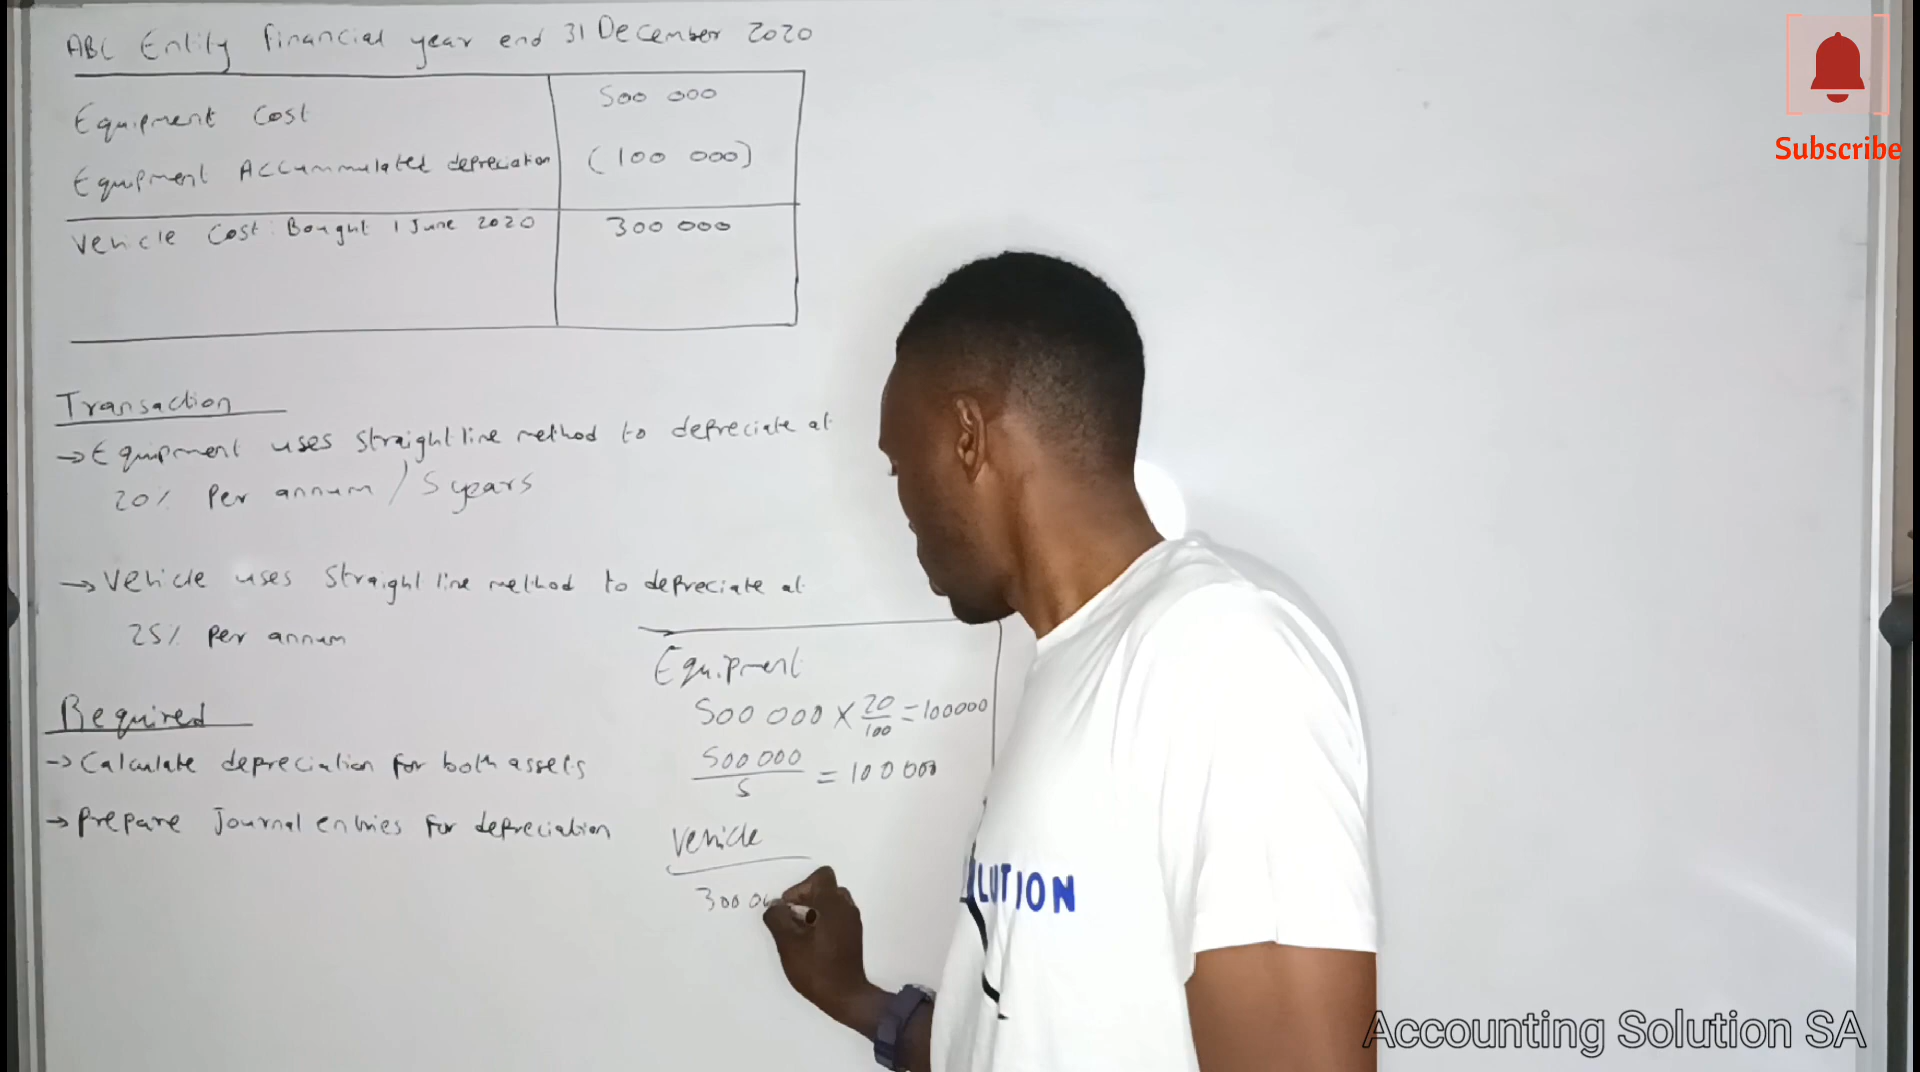 ABC Entity financial year end 31 December 2020
Equipment Cost 500 000
Equipment Accummulated depreciation (100 000)
Vehicle Cost: Bought 1 June 2020 300 000
Transaction
→ Equipment uses straight line method to depreciate at
20% Per annum / 5 years
→ Vehicle uses straight line method to depreciate at
25% Per annum
Required
→ Calculate depreciation for both assets
→ Prepare Journal entries for depreciation
Equipment
500 000 × 20/100 = 100000
500 000/5 = 100 000
Vehicle
300 0
LUTION
Subscribe
Accounting Solution SA